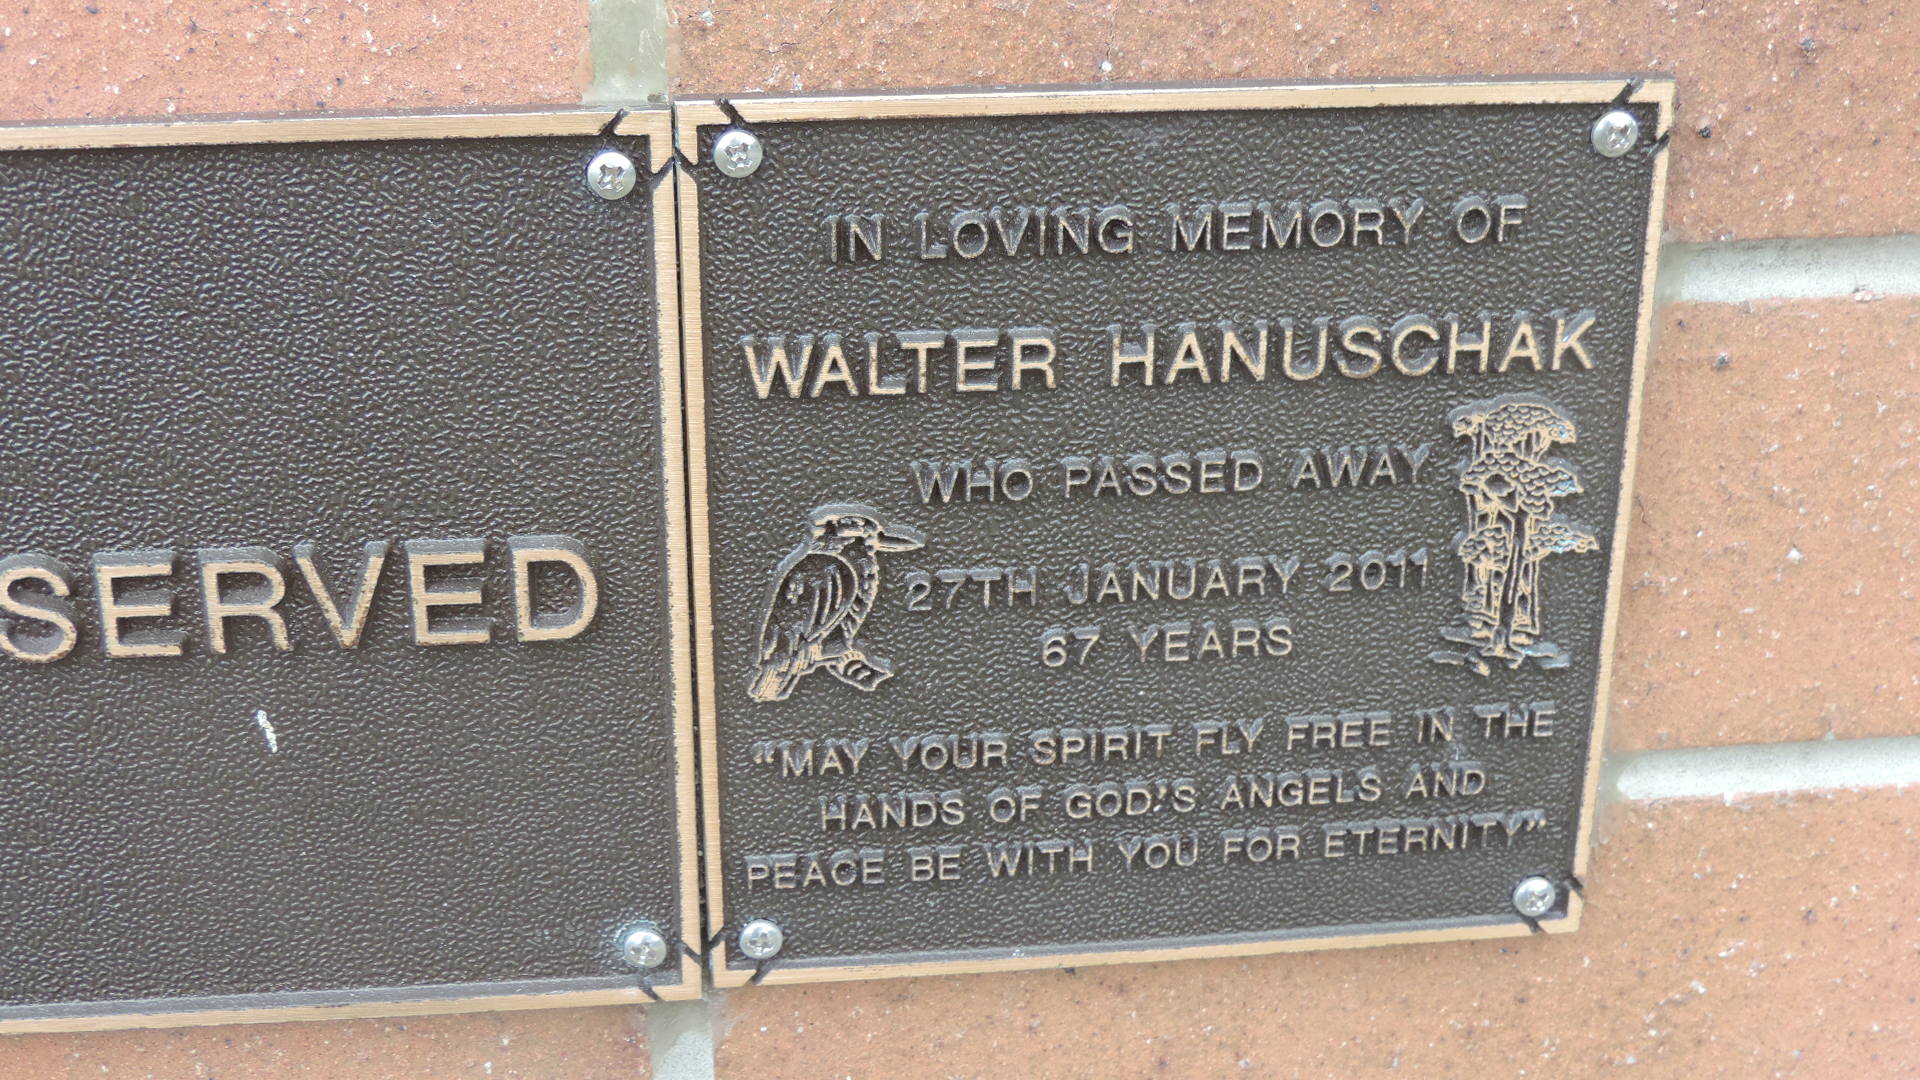 SERVED
IN LOVING MEMORY OF
WALTER HANUSCHAK
WHO PASSED AWAY
27TH JANUARY 2011
67 YEARS
“MAY YOUR SPIRIT FLY FREE IN THE
HANDS OF GOD'S ANGELS AND
PEACE BE WITH YOU FOR ETERNITY”